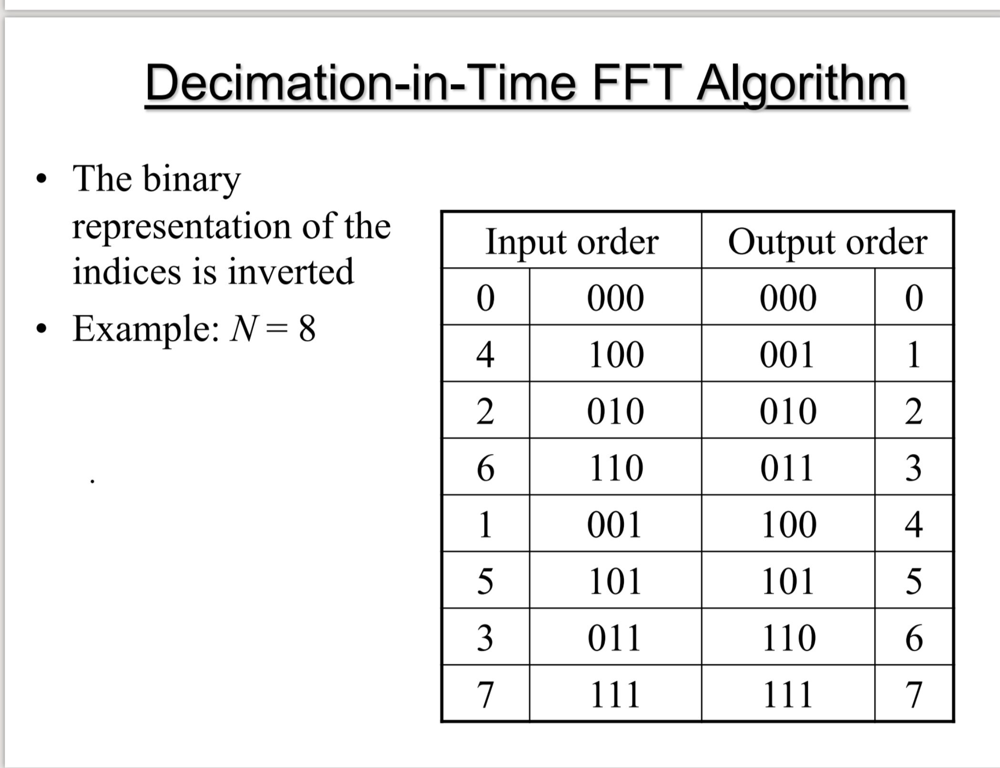 Decimation-in-Time FFT Algorithm
• The binary
representation of the
indices is inverted
• Example: N = 8
.
Input order Output order
0 000 000 0
4 100 001 1
2 010 010 2
6 110 011 3
1 001 100 4
5 101 101 5
3 011 110 6
7 111 111 7